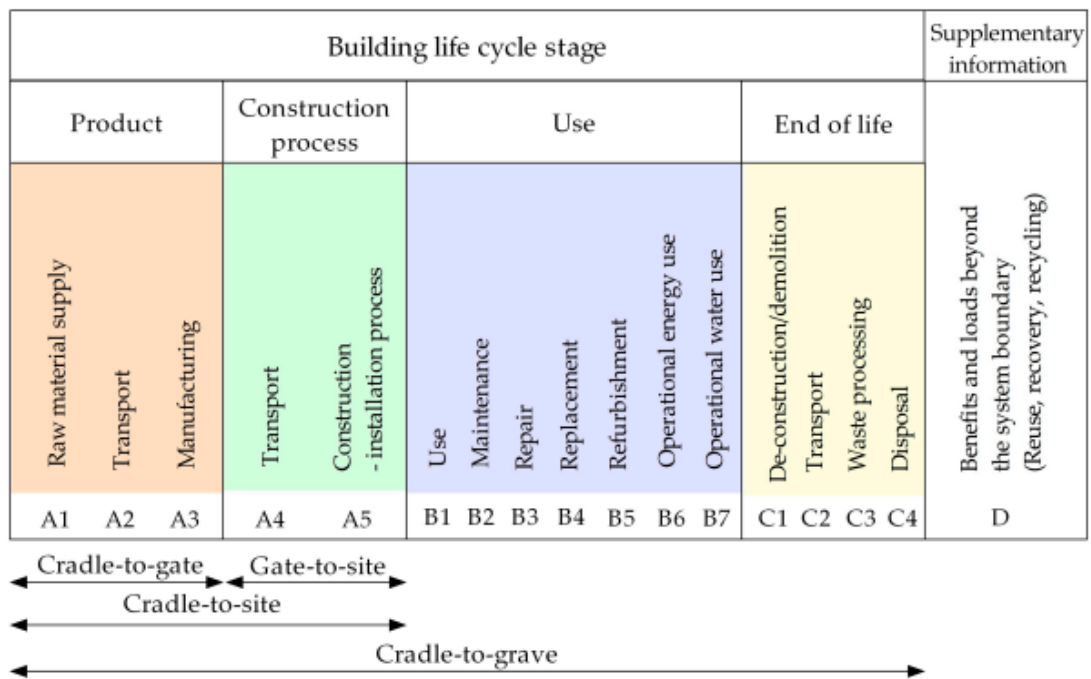 Building life cycle stage
Supplementary
information
Product
Construction
process
Use
End of life
Raw material supply
Transport
Manufacturing
Transport
Construction
- installation process
Use
Maintenance
Repair
Replacement
Refurbishment
Operational energy use
Operational water use
De-construction/demolition
Transport
Waste processing
Disposal
Benefits and loads beyond
the system boundary
(Reuse, recovery, recycling)
A1 A2 A3 A4 A5 B1 B2 B3 B4 B5 B6 B7 C1 C2 C3 C4 D
Cradle-to-gate
Gate-to-site
Cradle-to-site
Cradle-to-grave